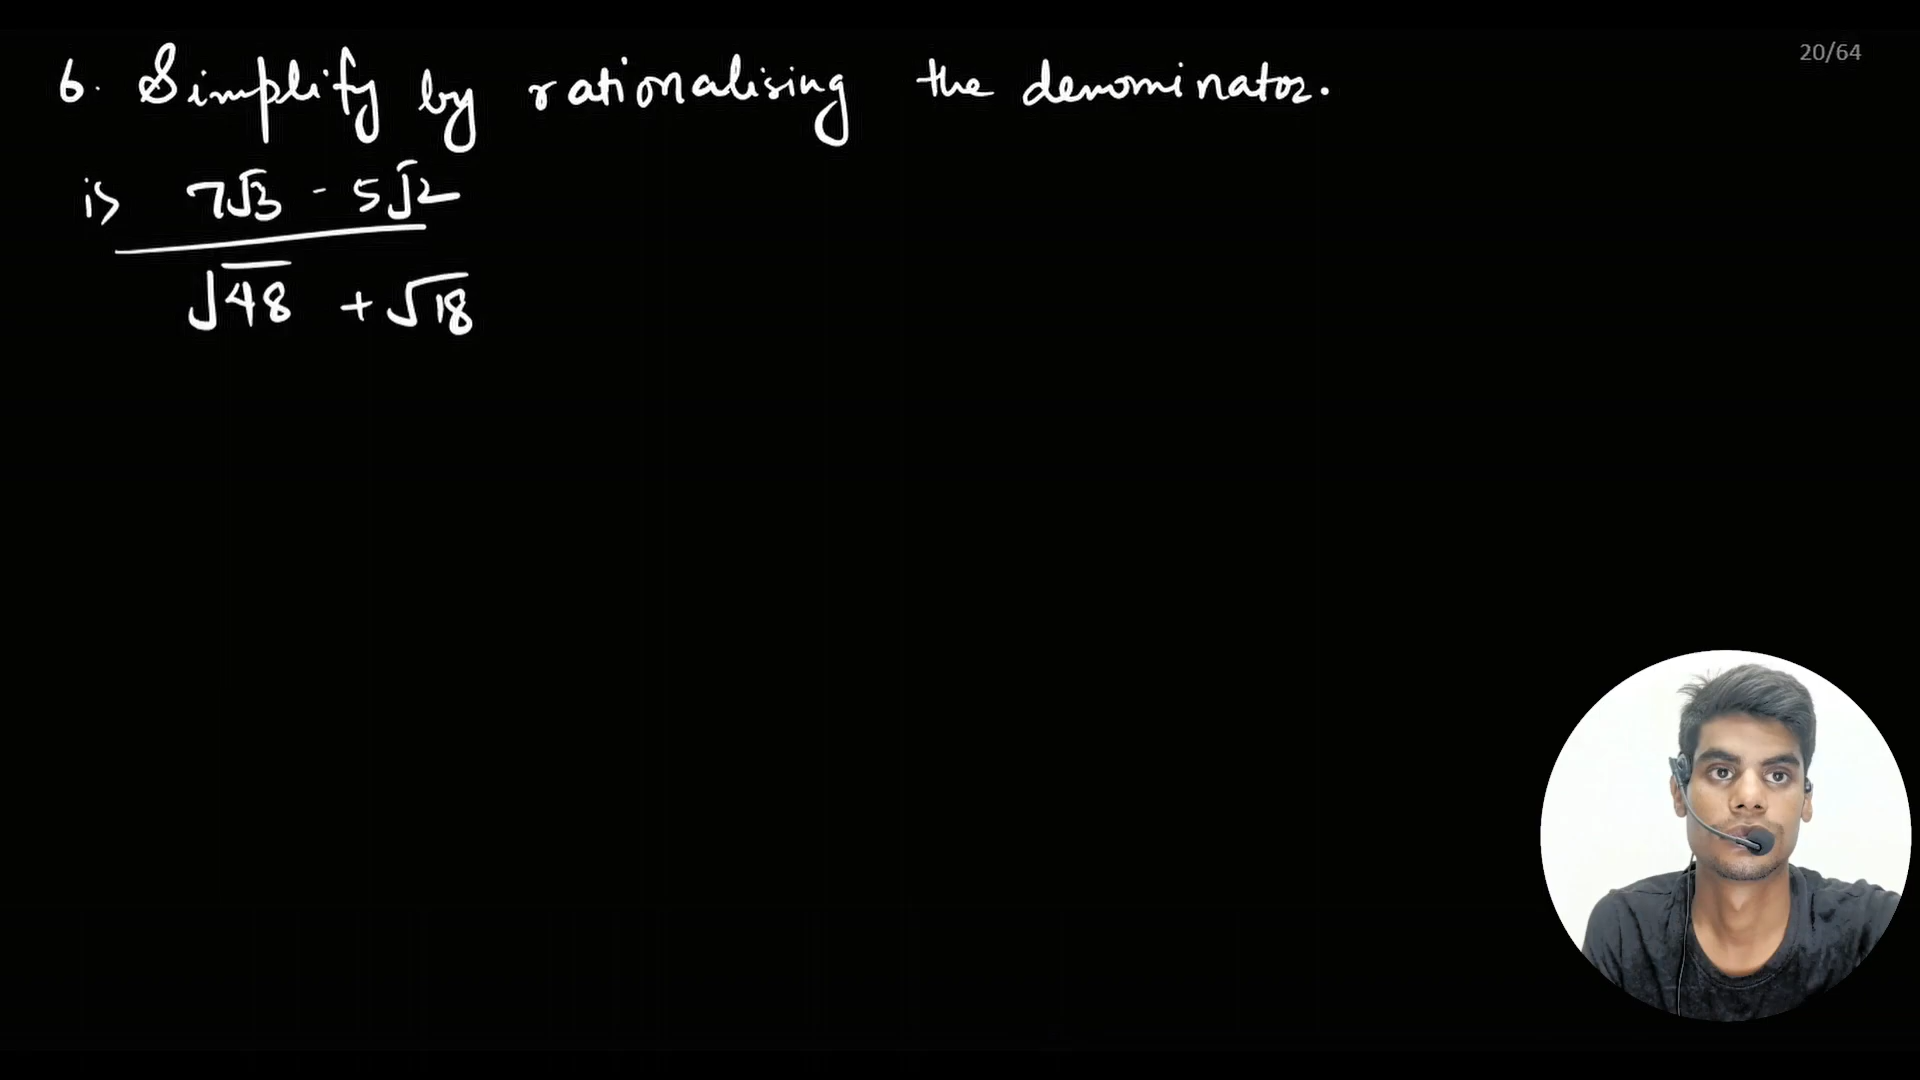 20/64
6. Simplify by rationalising the denominator.
i> 7√3 - 5√2
√48 + √18